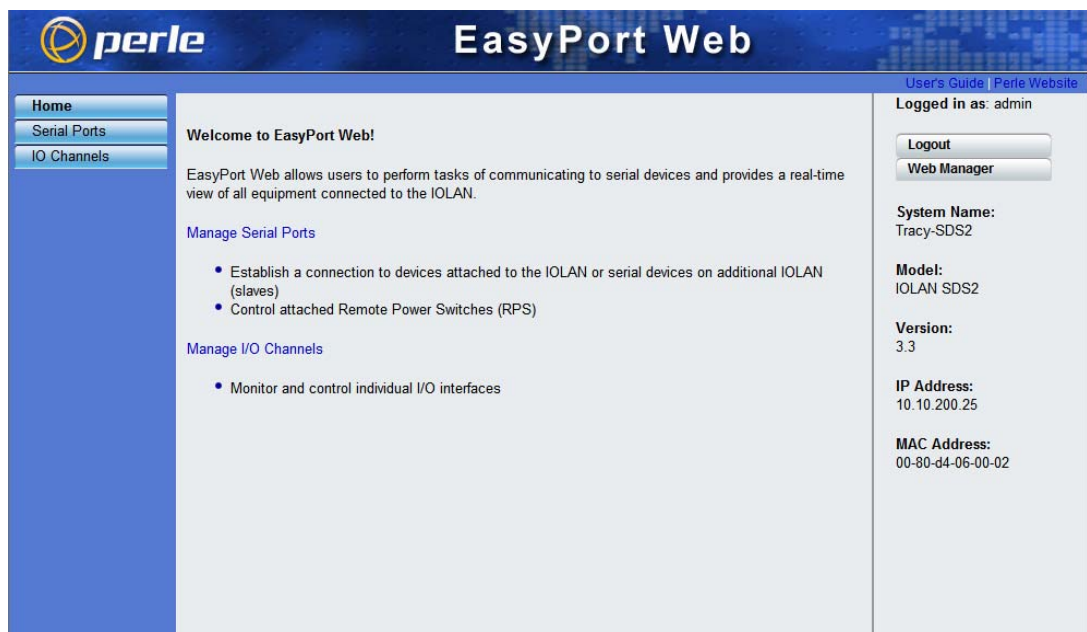 perle
EasyPort Web
User's Guide | Perle Website
Home
Serial Ports
IO Channels
Welcome to EasyPort Web!
EasyPort Web allows users to perform tasks of communicating to serial devices and provides a real-time
view of all equipment connected to the IOLAN.
Manage Serial Ports
Establish a connection to devices attached to the IOLAN or serial devices on additional IOLAN
(slaves)
Control attached Remote Power Switches (RPS)
Manage I/O Channels
Monitor and control individual I/O interfaces
Logged in as: admin
Logout
Web Manager
System Name:
Tracy-SDS2
Model:
IOLAN SDS2
Version:
3.3
IP Address:
10.10.200.25
MAC Address:
00-80-d4-06-00-02